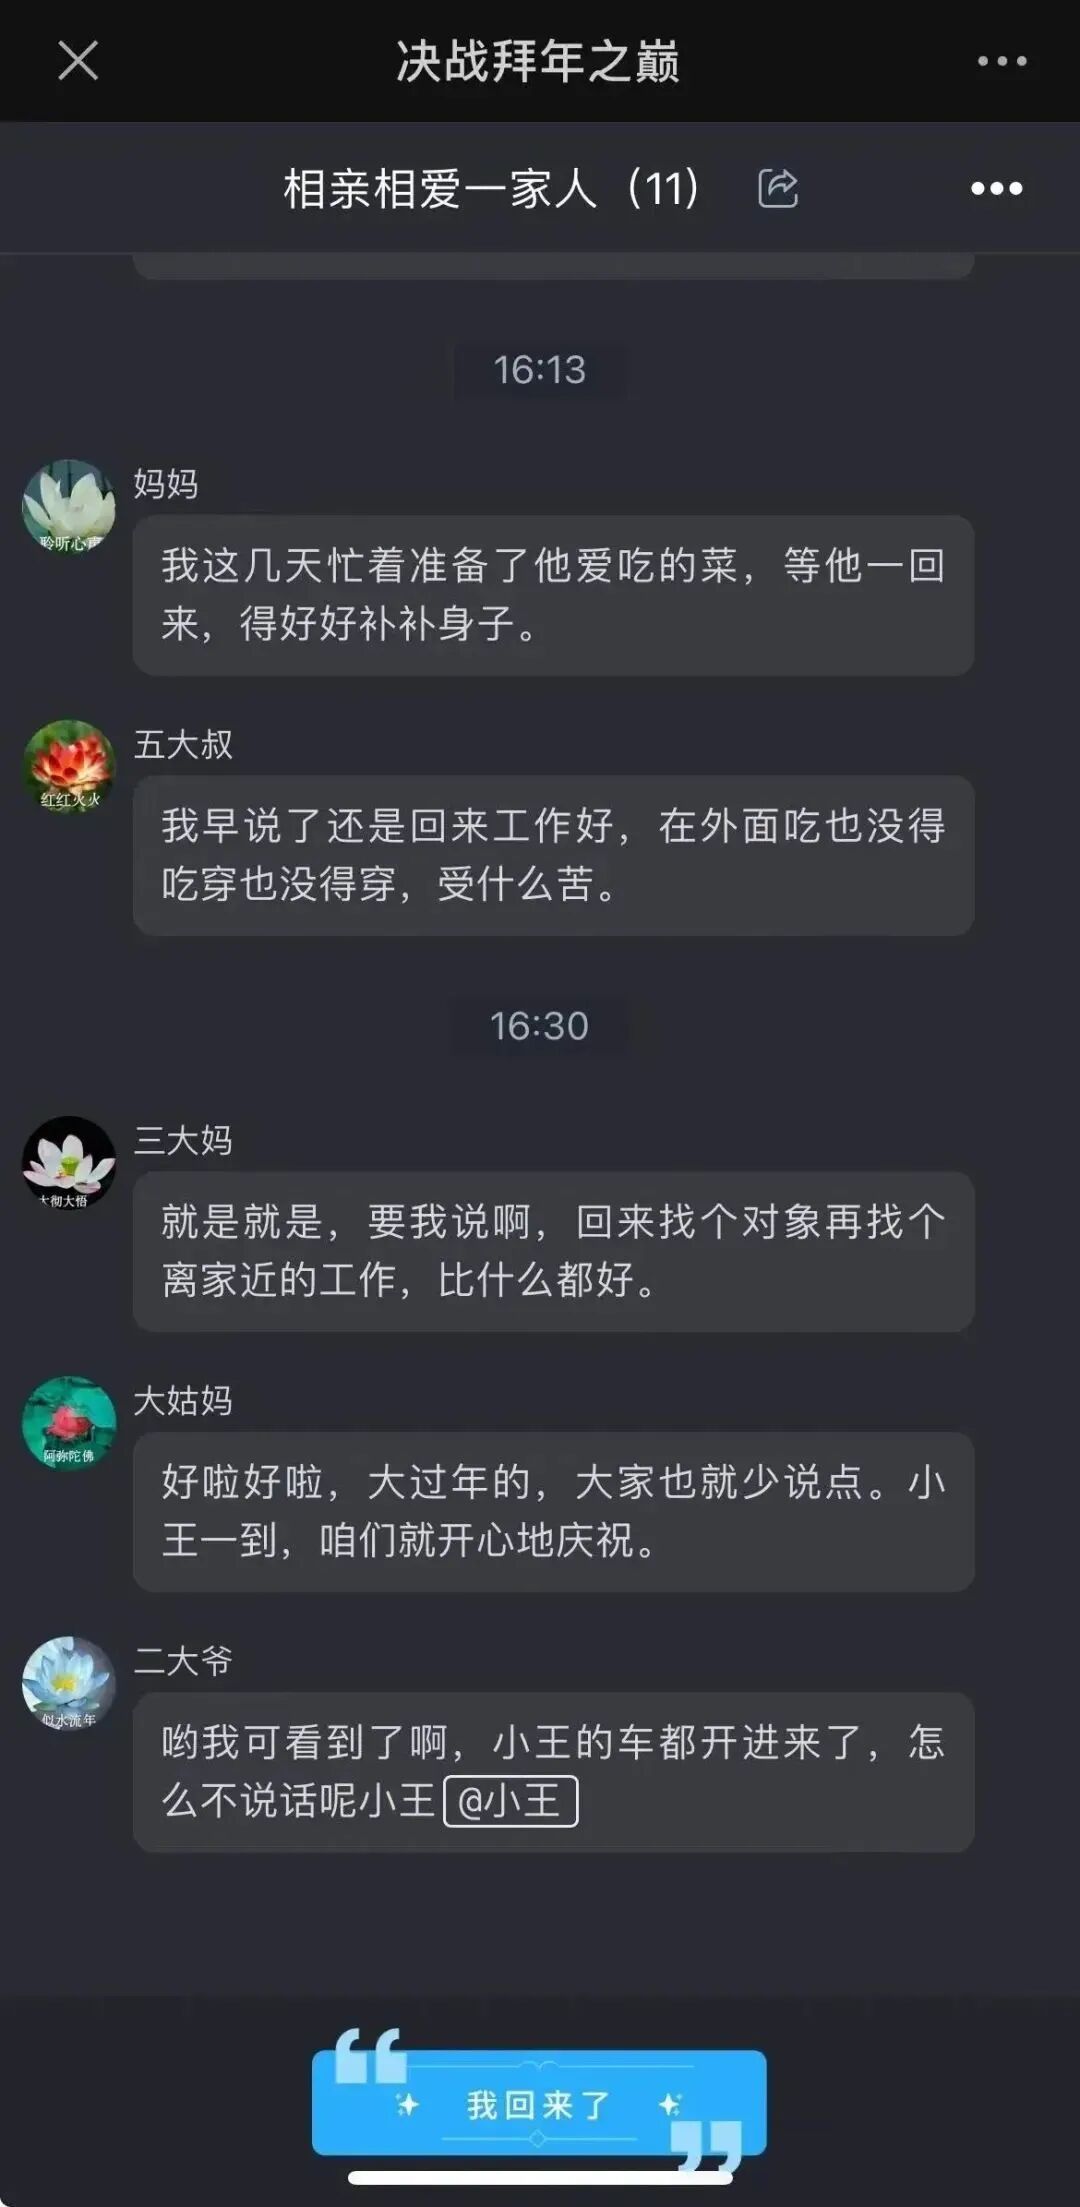 决战拜年之巅
相亲相爱一家人（11）
16:13
妈妈
聆听心声
我这几天忙着准备了他爱吃的菜，等他一回
来，得好好补补身子。
五大叔
红红火火
我早说了还是回来工作好，在外面吃也没得
吃穿也没得穿，受什么苦。
16:30
三大妈
大彻大悟
就是就是，要我说啊，回来找个对象再找个
离家近的工作，比什么都好。
大姑妈
阿弥陀佛
好啦好啦，大过年的，大家也就少说点。小
王一到，咱们就开心地庆祝。
二大爷
似水流年
哟我可看到了啊，小王的车都开进来了，怎
么不说话呢小王@小王
我回来了